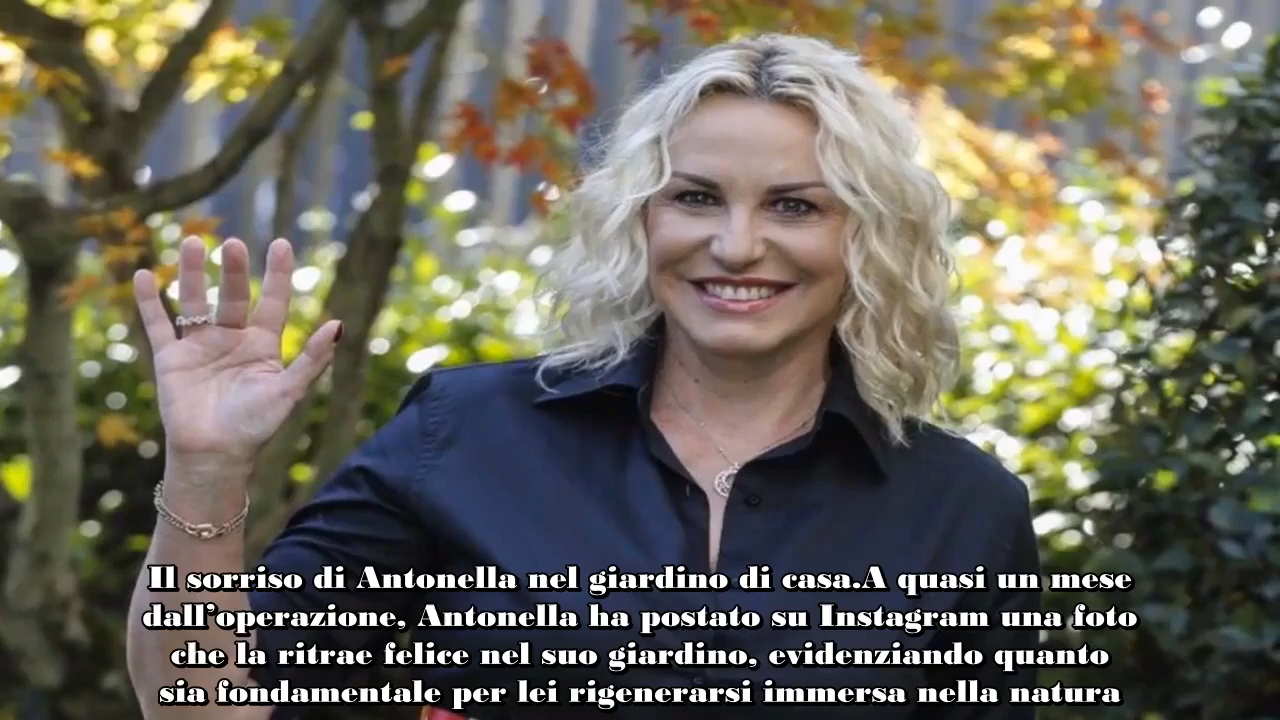 Il sorriso di Antonella nel giardino di casa.A quasi un mese
dall'operazione, Antonella ha postato su Instagram una foto
che la ritrae felice nel suo giardino, evidenziando quanto
sia fondamentale per lei rigenerarsi immersa nella natura